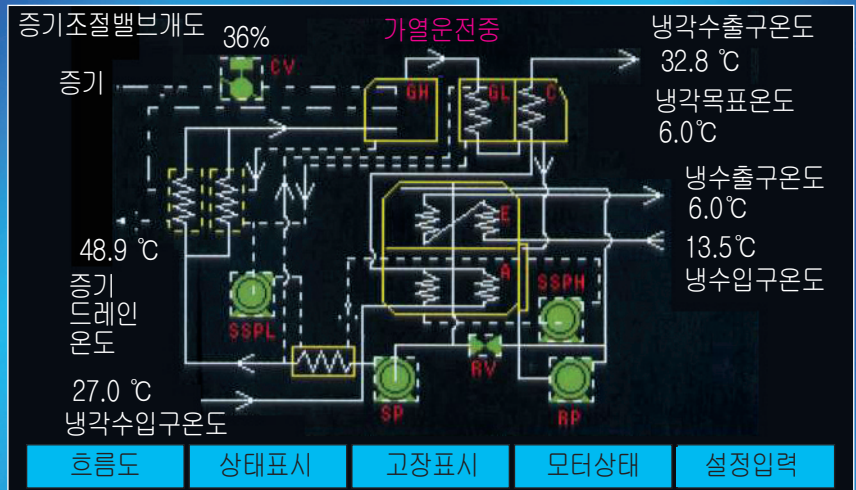 증기조절밸브개도
36%
가열운전중
냉각수출구온도
32.8 ℃
CV
증기
GH
GL
C
냉각목표온도
6.0℃
냉수출구온도
6.0℃
E
13.5℃
냉수입구온도
48.9 ℃
A
SSPH
증기
드레인
온도
SSPL
RV
27.0 ℃
냉각수입구온도
SP
RP
흐름도
상태표시
고장표시
모터상태
설정입력